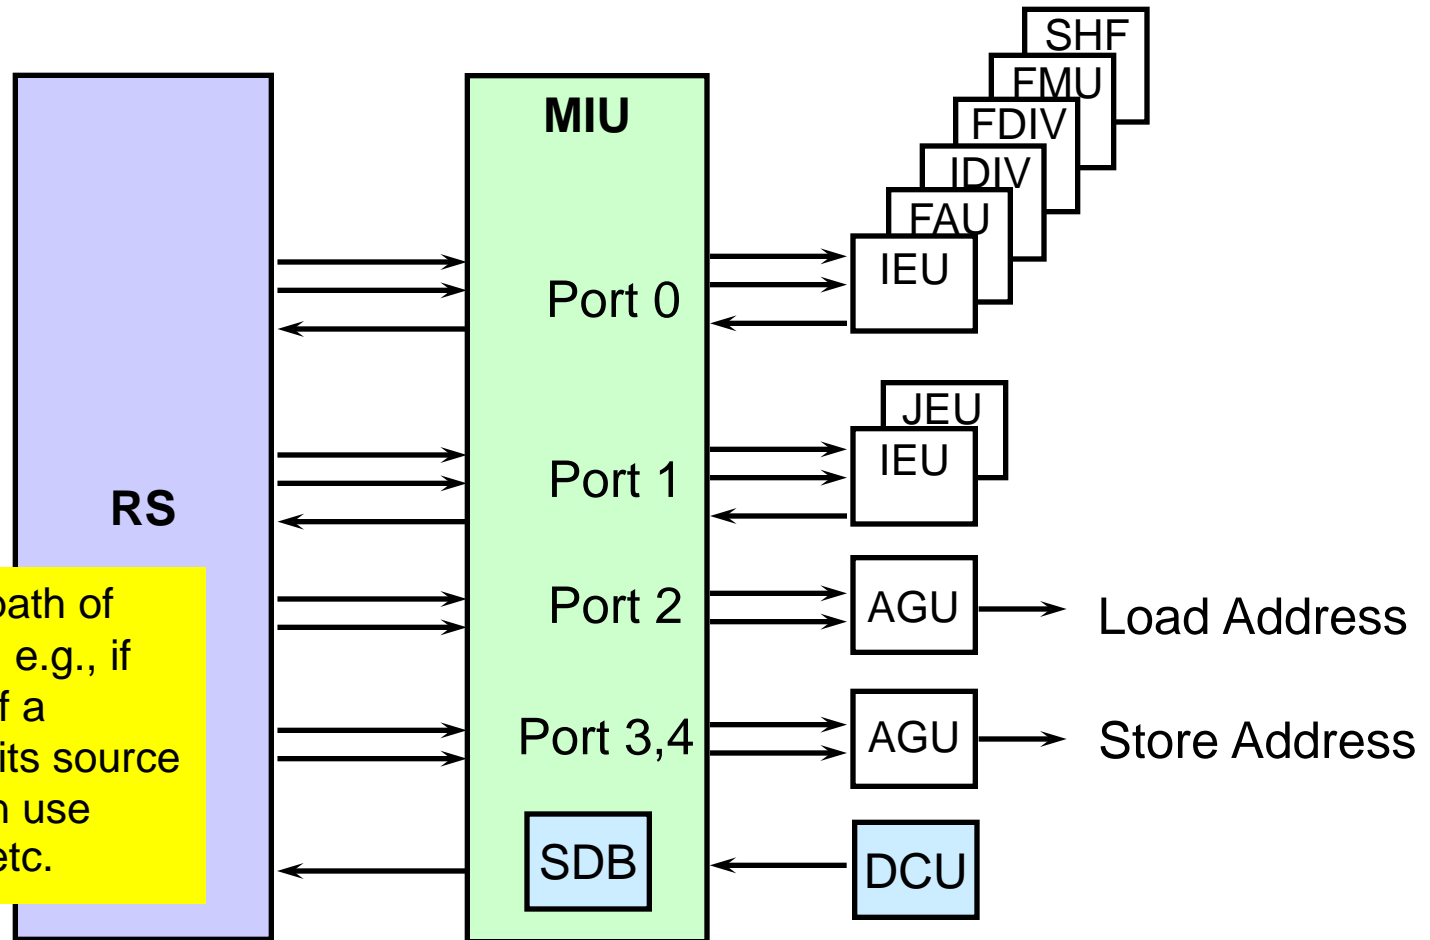 SHF
FMU
FDIV
IDIV
FAU
IEU
MIU
Port 0
JEU
IEU
Port 1
RS
Port 2
AGU
Load Address
path of
e.g., if
f a
its source
n use
etc.
Port 3,4
AGU
Store Address
SDB
DCU